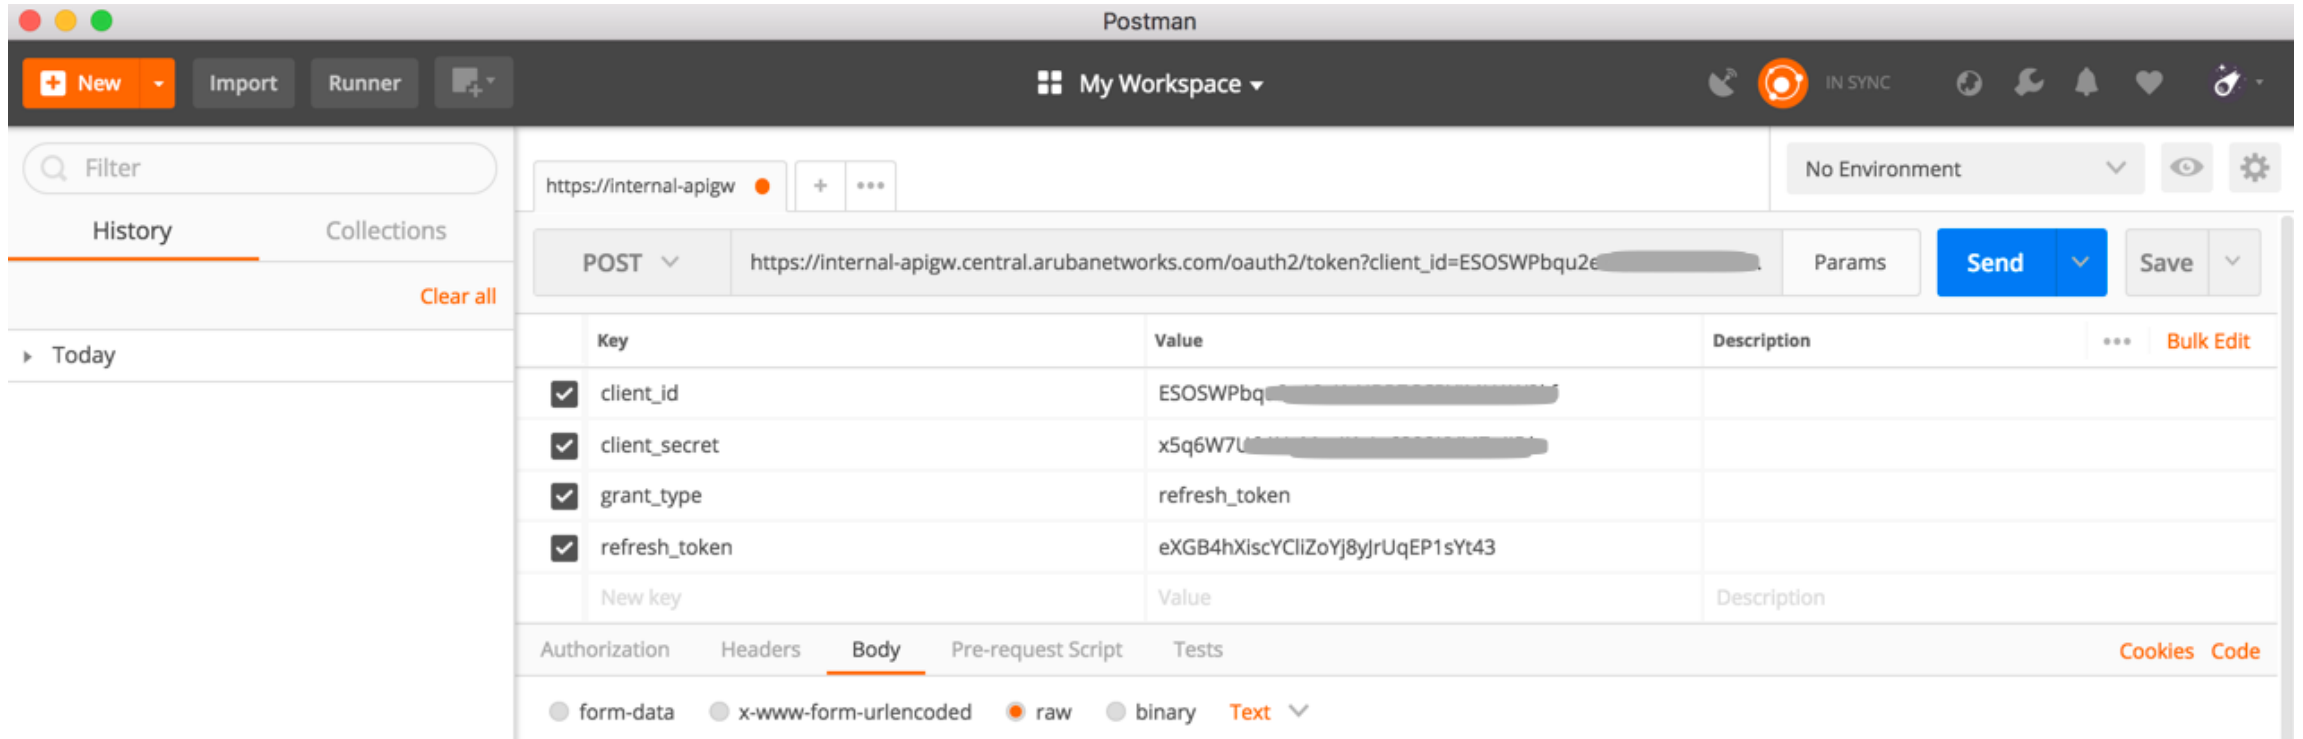 Postman
New Import Runner My Workspace IN SYNC
Filter
https://internal-apigw + ••• No Environment
History Collections
POST https://internal-apigw.central.arubanetworks.com/oauth2/token?client_id=ESOSWPbqu2e Params Send Save
Clear all
Key Value Description ••• Bulk Edit
Today
client_id ESOSWPbq
client_secret x5q6W7U
grant_type refresh_token
refresh_token eXGB4hXiscYCliZoYj8yJrUqEP1sYt43
New key Value Description
Authorization Headers Body Pre-request Script Tests Cookies Code
form-data x-www-form-urlencoded raw binary Text